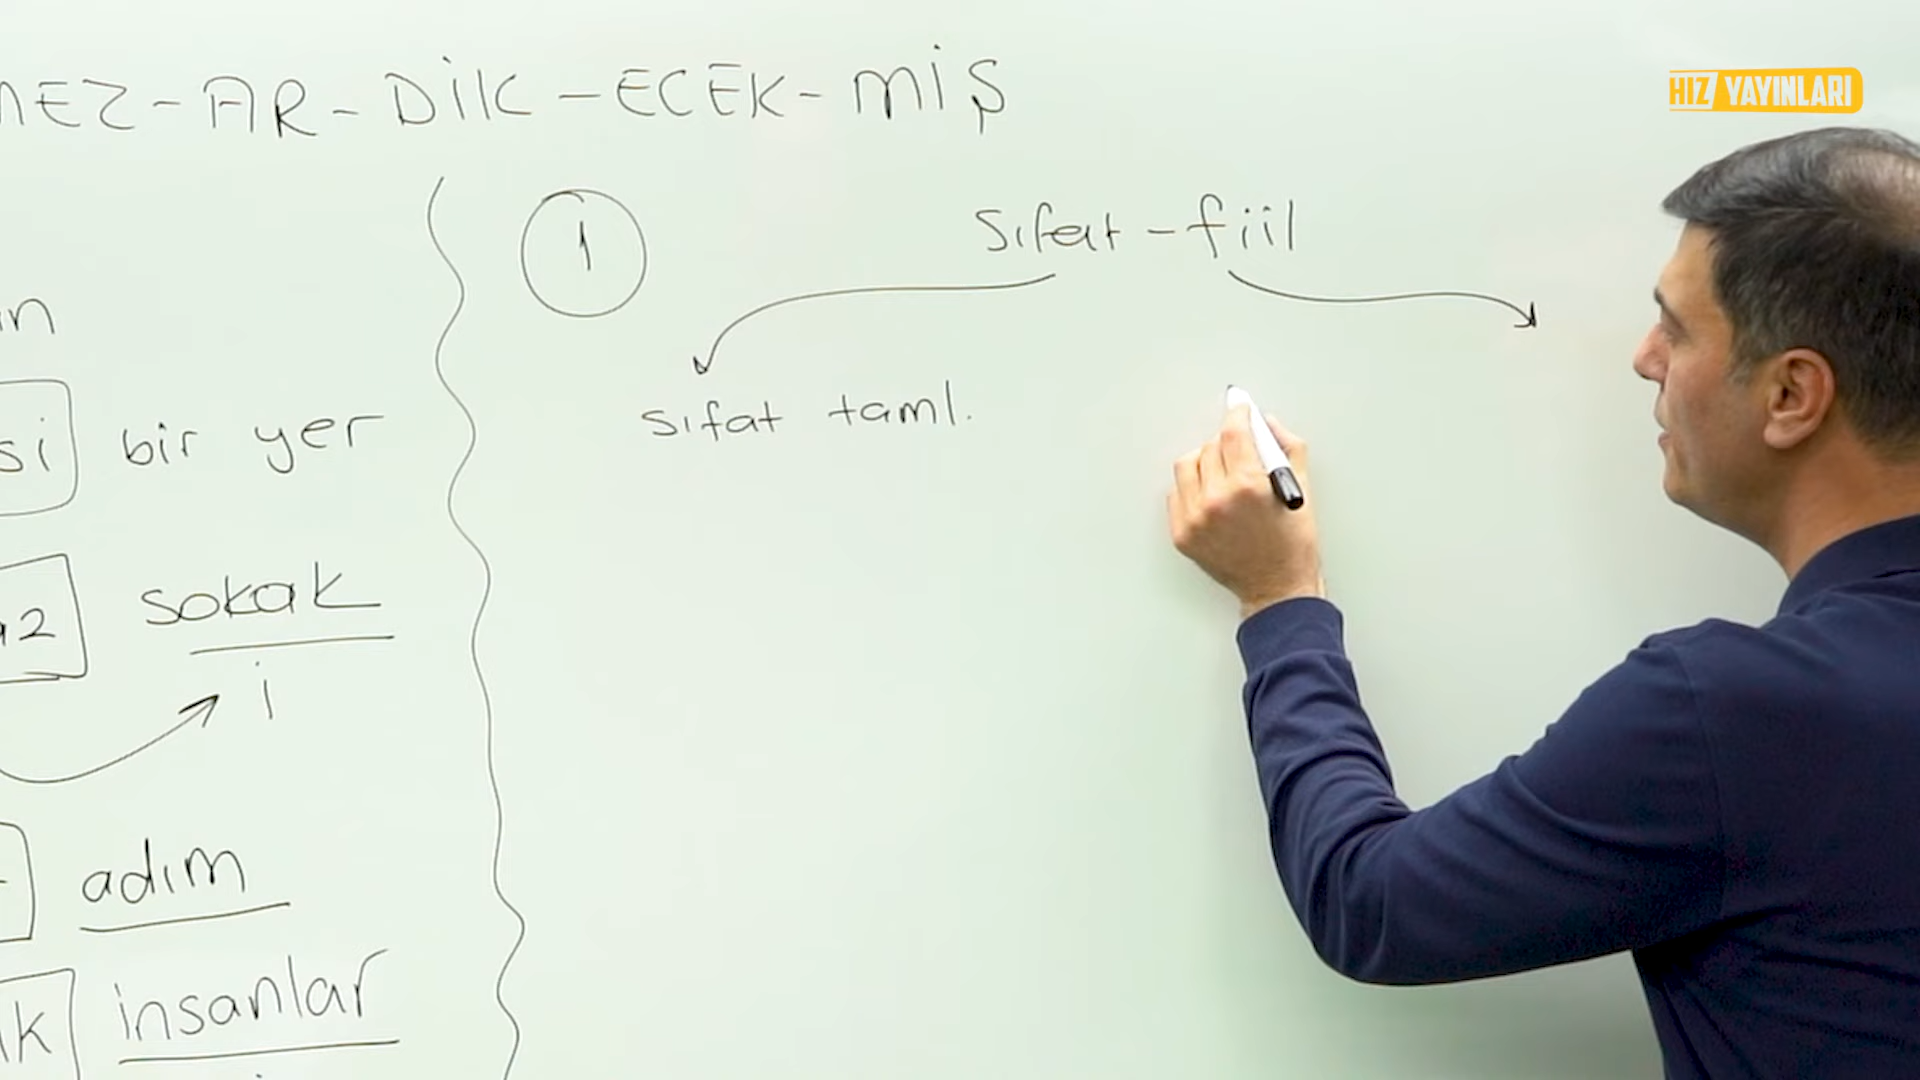 MEZ-AR-DİK-ECEK-MİŞ
HIZ YAYINLARI
1
Sıfat-fiil
sıfat taml.
bir yer
sokak
i
adım
insanlar